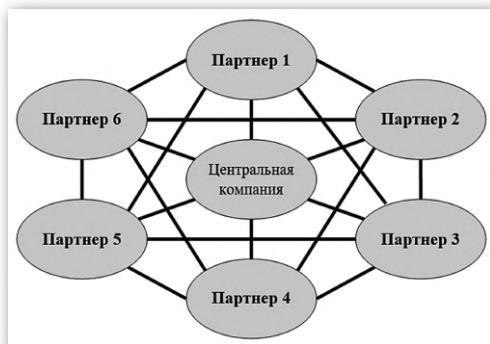 Партнер 1
Партнер 6
Партнер 2
Центральная
компания
Партнер 5
Партнер 3
Партнер 4